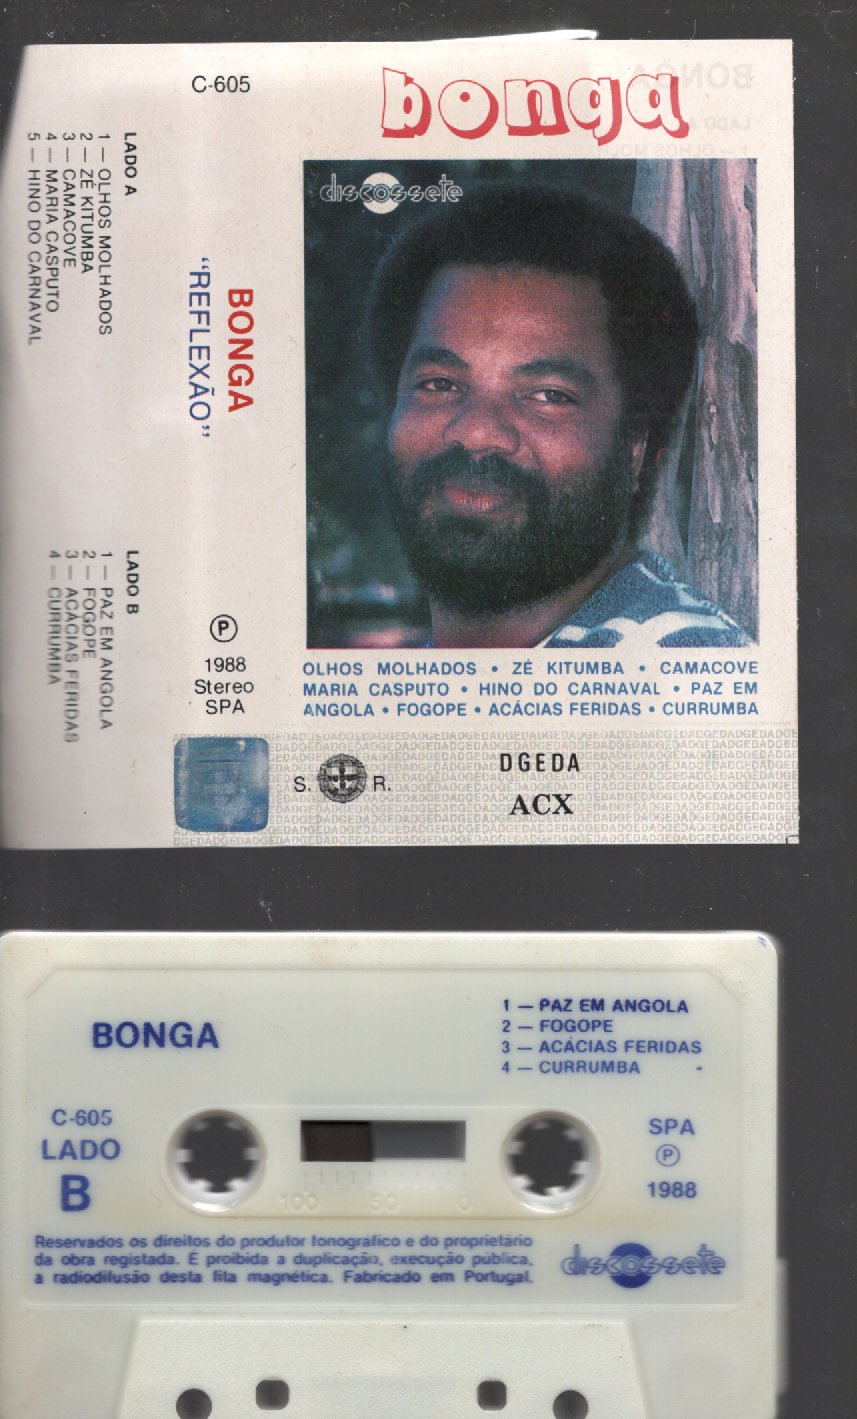 C-605
bonga
discossete
LADO A
1 — OLHOS MOLHADOS
2 — ZÉ KITUMBA
3 — CAMACOVE
4 — MARIA CASPUTO
5 — HINO DO CARNAVAL
LADO B
1 — PAZ EM ANGOLA
2 — FOGOPE
3 — ACÁCIAS FERIDAS
4 — CURRUMBA
BONGA
"REFLEXÃO"
Ⓟ
1988
Stereo
SPA
OLHOS MOLHADOS • ZÉ KITUMBA • CAMACOVE
MARIA CASPUTO • HINO DO CARNAVAL • PAZ EM
ANGOLA • FOGOPE • ACÁCIAS FERIDAS • CURRUMBA
S. R.
DGEDA
ACX
BONGA
1 — PAZ EM ANGOLA
2 — FOGOPE
3 — ACÁCIAS FERIDAS
4 — CURRUMBA
C-605
LADO
B
SPA
Ⓟ
1988
100 50 0
Reservados os direitos do produtor fonográfico e do proprietário
da obra registada. É proibida a duplicação, execução pública,
a radiodifusão desta fita magnética. Fabricado em Portugal.
discossete